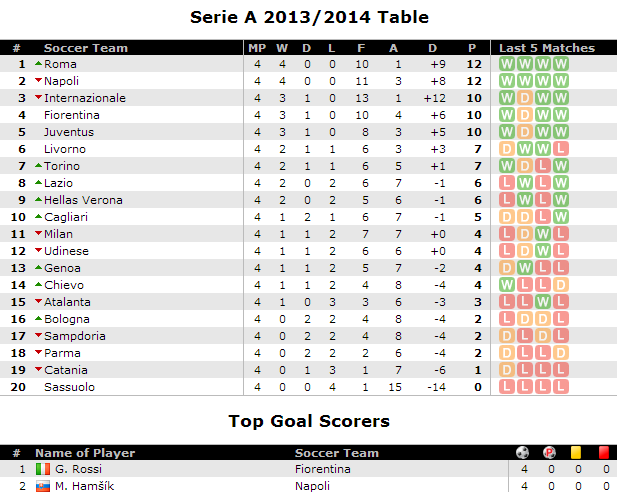 Serie A 2013/2014 Table
# Soccer Team MP W D L F A D P Last 5 Matches
1 Roma 4 4 0 0 10 1 +9 12 W W W W
2 Napoli 4 4 0 0 11 3 +8 12 W W W W
3 Internazionale 4 3 1 0 13 1 +12 10 W D W W
4 Fiorentina 4 3 1 0 10 4 +6 10 W D W W
5 Juventus 4 3 1 0 8 3 +5 10 W D W W
6 Livorno 4 2 1 1 6 3 +3 7 D W W L
7 Torino 4 2 1 1 6 5 +1 7 W D L W
8 Lazio 4 2 0 2 6 7 -1 6 L W L W
9 Hellas Verona 4 2 0 2 5 6 -1 6 L W L W
10 Cagliari 4 1 2 1 6 7 -1 5 D D L W
11 Milan 4 1 1 2 7 7 +0 4 L D W L
12 Udinese 4 1 1 2 6 6 +0 4 L D W L
13 Genoa 4 1 1 2 5 7 -2 4 D W L L
14 Chievo 4 1 1 2 4 8 -4 4 W L L D
15 Atalanta 4 1 0 3 3 6 -3 3 L L W L
16 Bologna 4 0 2 2 4 8 -4 2 L D D L
17 Sampdoria 4 0 2 2 4 8 -4 2 D L D L
18 Parma 4 0 2 2 2 6 -4 2 D L L D
19 Catania 4 0 1 3 1 7 -6 1 D L L L
20 Sassuolo 4 0 0 4 1 15 -14 0 L L L L
Top Goal Scorers
# Name of Player Soccer Team P
1 G. Rossi Fiorentina 4 0 0 0
2 M. Hamšík Napoli 4 0 0 0